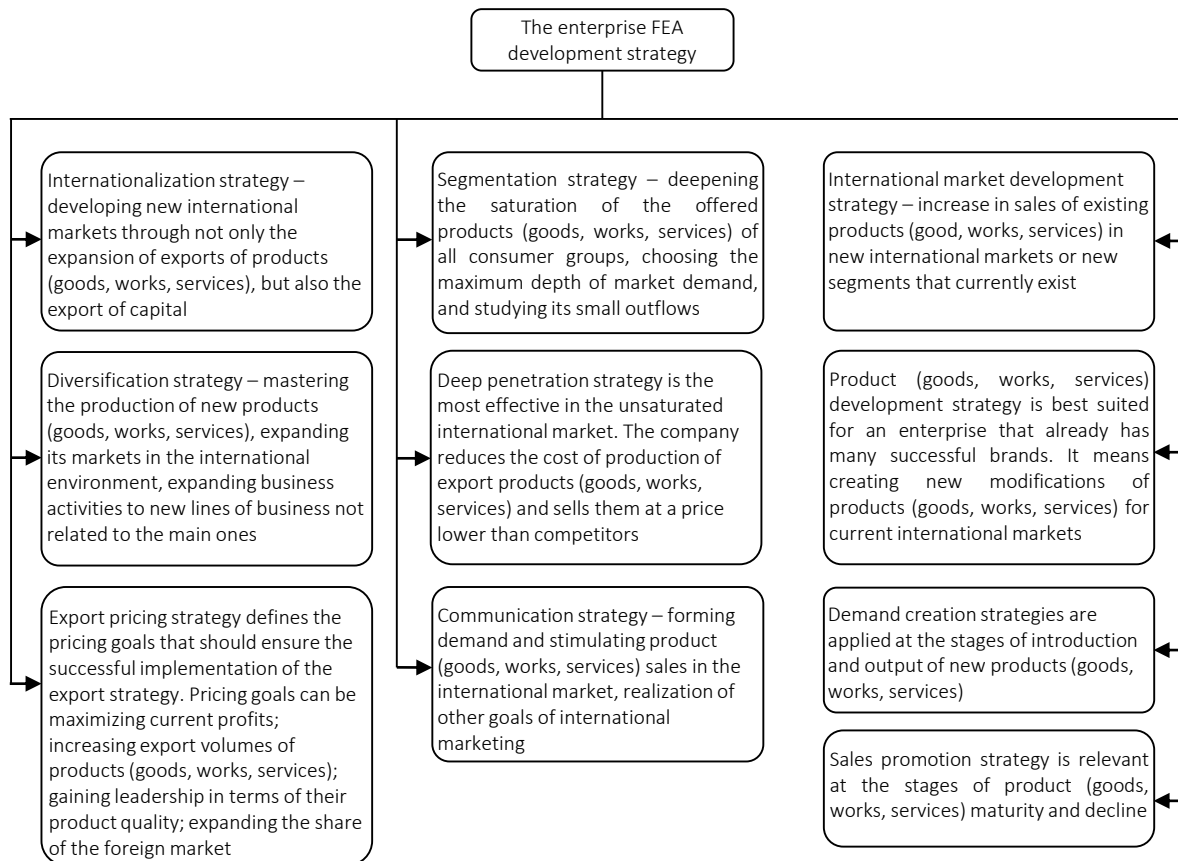 The enterprise FEA
development strategy
Internationalization strategy –
developing new international
markets through not only the
expansion of exports of products
(goods, works, services), but also the
export of capital
Diversification strategy – mastering
the production of new products
(goods, works, services), expanding
its markets in the international
environment, expanding business
activities to new lines of business not
related to the main ones
Export pricing strategy defines the
pricing goals that should ensure the
successful implementation of the
export strategy. Pricing goals can be
maximizing current profits;
increasing export volumes of
products (goods, works, services);
gaining leadership in terms of their
product quality; expanding the share
of the foreign market
Segmentation strategy – deepening
the saturation of the offered
products (goods, works, services) of
all consumer groups, choosing the
maximum depth of market demand,
and studying its small outflows
Deep penetration strategy is the
most effective in the unsaturated
international market. The company
reduces the cost of production of
export products (goods, works,
services) and sells them at a price
lower than competitors
Communication strategy – forming
demand and stimulating product
(goods, works, services) sales in the
international market, realization of
other goals of international
marketing
International market development
strategy – increase in sales of existing
products (good, works, services) in
new international markets or new
segments that currently exist
Product (goods, works, services)
development strategy is best suited
for an enterprise that already has
many successful brands. It means
creating new modifications of
products (goods, works, services) for
current international markets
Demand creation strategies are
applied at the stages of introduction
and output of new products (goods,
works, services)
Sales promotion strategy is relevant
at the stages of product (goods,
works, services) maturity and decline